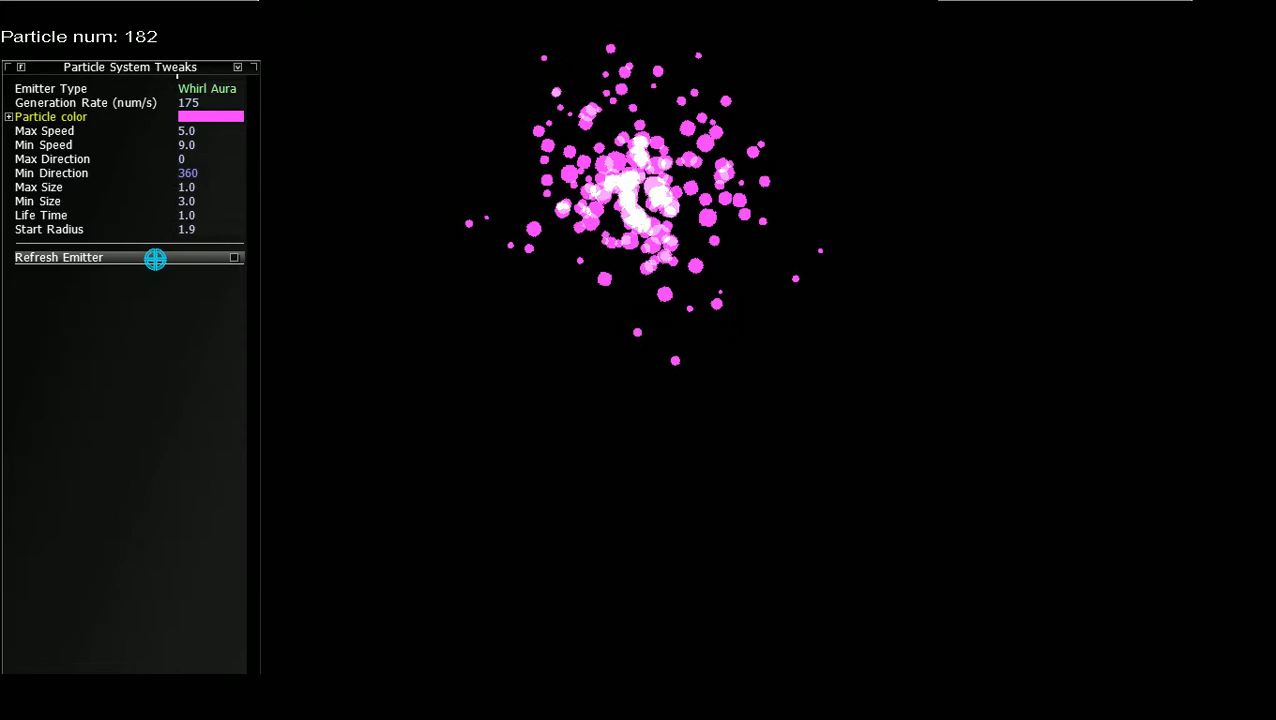 Particle num: 182
Particle System Tweaks
Emitter Type Whirl Aura
Generation Rate (num/s) 175
Particle color
Max Speed 5.0
Min Speed 9.0
Max Direction 0
Min Direction 360
Max Size 1.0
Min Size 3.0
Life Time 1.0
Start Radius 1.9
Refresh Emitter